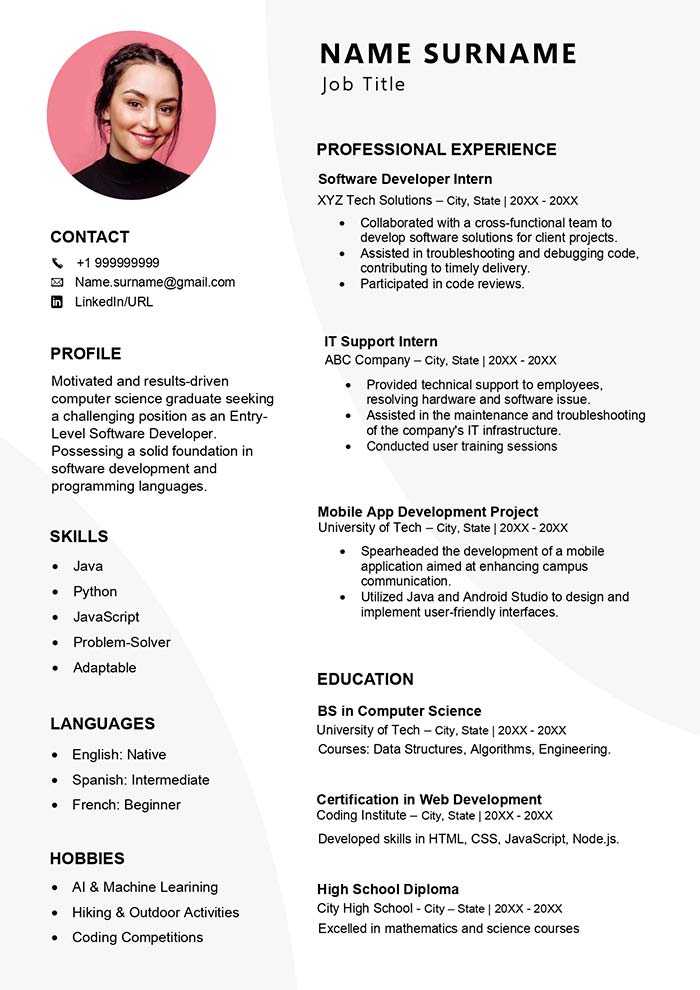 CONTACT
+1 999999999
Name.surname@gmail.com
in LinkedIn/URL
PROFILE
Motivated and results-driven
computer science graduate seeking
a challenging position as an Entry-
Level Software Developer.
Possessing a solid foundation in
software development and
programming languages.
SKILLS
• Java
• Python
• JavaScript
• Problem-Solver
• Adaptable
LANGUAGES
• English: Native
• Spanish: Intermediate
• French: Beginner
HOBBIES
• AI & Machine Learining
• Hiking & Outdoor Activities
• Coding Competitions
NAME SURNAME
Job Title
PROFESSIONAL EXPERIENCE
Software Developer Intern
XYZ Tech Solutions – City, State | 20XX - 20XX
• Collaborated with a cross-functional team to
develop software solutions for client projects.
• Assisted in troubleshooting and debugging code,
contributing to timely delivery.
• Participated in code reviews.
IT Support Intern
ABC Company – City, State | 20XX - 20XX
• Provided technical support to employees,
resolving hardware and software issue.
• Assisted in the maintenance and troubleshooting
of the company's IT infrastructure.
• Conducted user training sessions
Mobile App Development Project
University of Tech – City, State | 20XX - 20XX
• Spearheaded the development of a mobile
application aimed at enhancing campus
communication.
• Utilized Java and Android Studio to design and
implement user-friendly interfaces.
EDUCATION
BS in Computer Science
University of Tech – City, State | 20XX - 20XX
Courses: Data Structures, Algorithms, Engineering.
Certification in Web Development
Coding Institute – City, State | 20XX - 20XX
Developed skills in HTML, CSS, JavaScript, Node.js.
High School Diploma
City High School - City – State | 20XX - 20XX
Excelled in mathematics and science courses